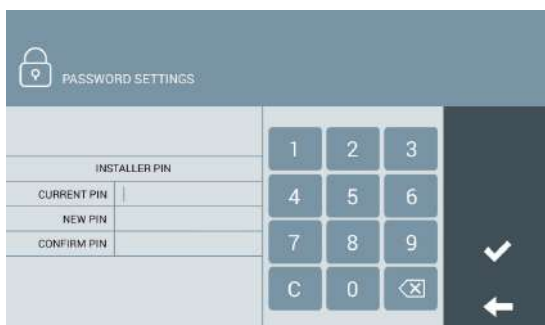 PASSWORD SETTINGS
INSTALLER PIN
CURRENT PIN
NEW PIN
CONFIRM PIN
1 2 3
4 5 6
7 8 9
C 0